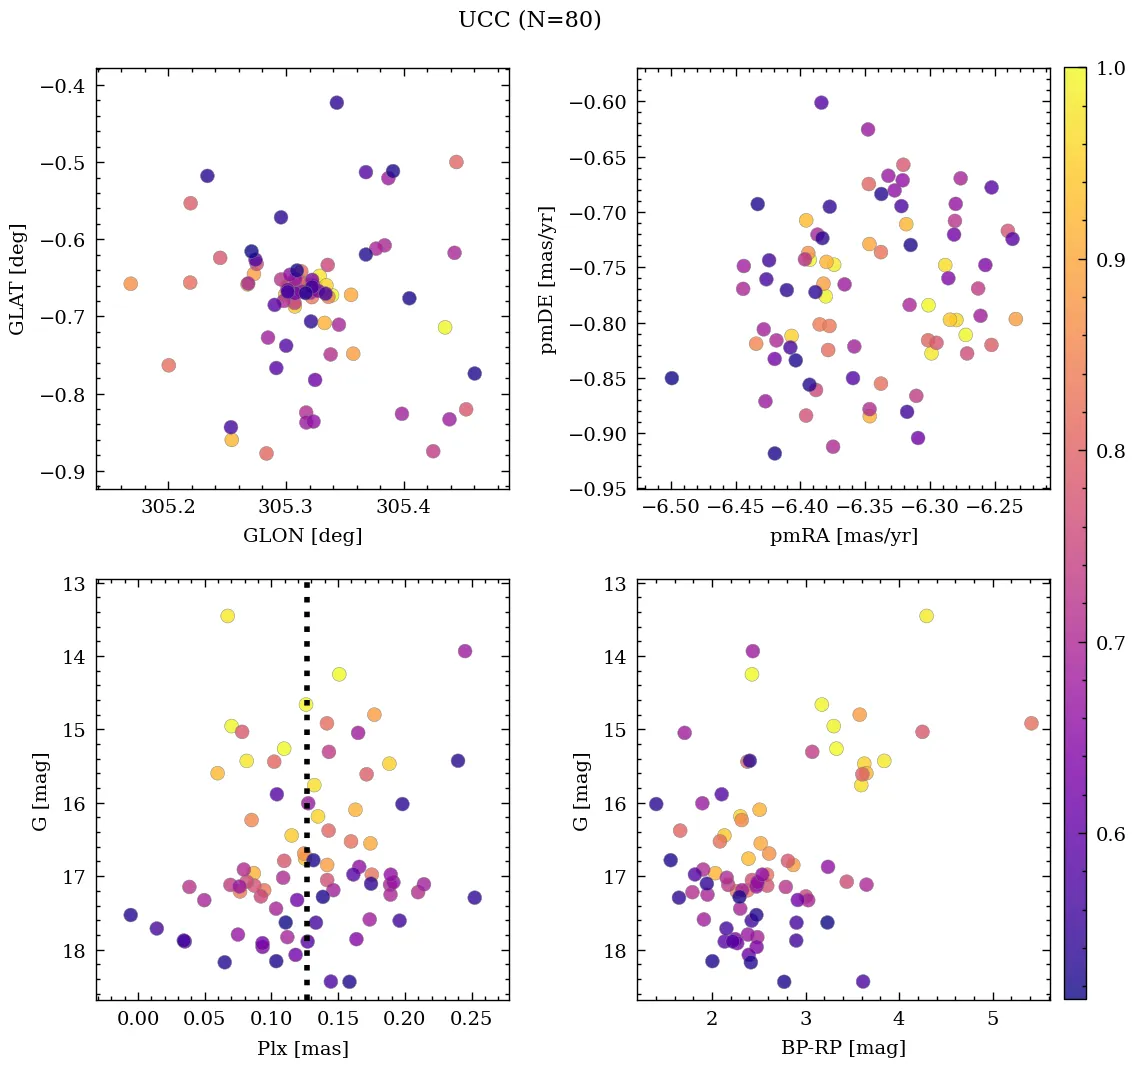 UCC (N=80)
−0.4
−0.5
−0.6
−0.7
−0.8
−0.9
GLAT [deg]
305.2 305.3 305.4
GLON [deg]
−0.60
−0.65
−0.70
−0.75
−0.80
−0.85
−0.90
−0.95
pmDE [mas/yr]
−6.50 −6.45 −6.40 −6.35 −6.30 −6.25
pmRA [mas/yr]
1.0
0.9
0.8
0.7
0.6
13
14
15
16
17
18
G [mag]
0.00 0.05 0.10 0.15 0.20 0.25
Plx [mas]
13
14
15
16
17
18
G [mag]
2 3 4 5
BP-RP [mag]